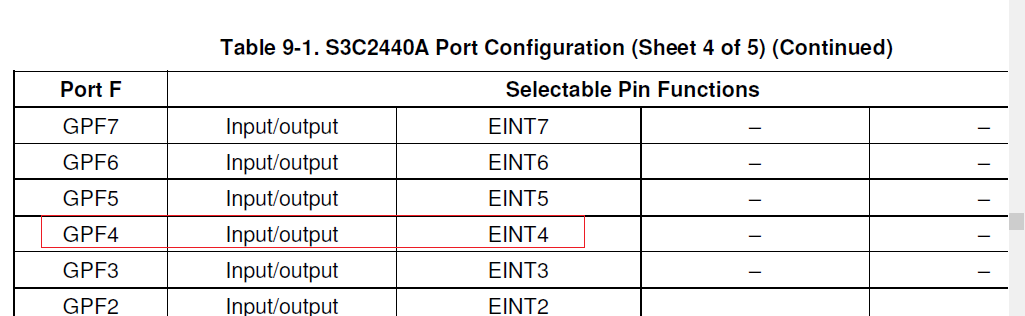 Table 9-1. S3C2440A Port Configuration (Sheet 4 of 5) (Continued)
Port F Selectable Pin Functions
GPF7 Input/output EINT7 – –
GPF6 Input/output EINT6 – –
GPF5 Input/output EINT5 – –
GPF4 Input/output EINT4 – –
GPF3 Input/output EINT3 – –
GPF2 Input/output EINT2